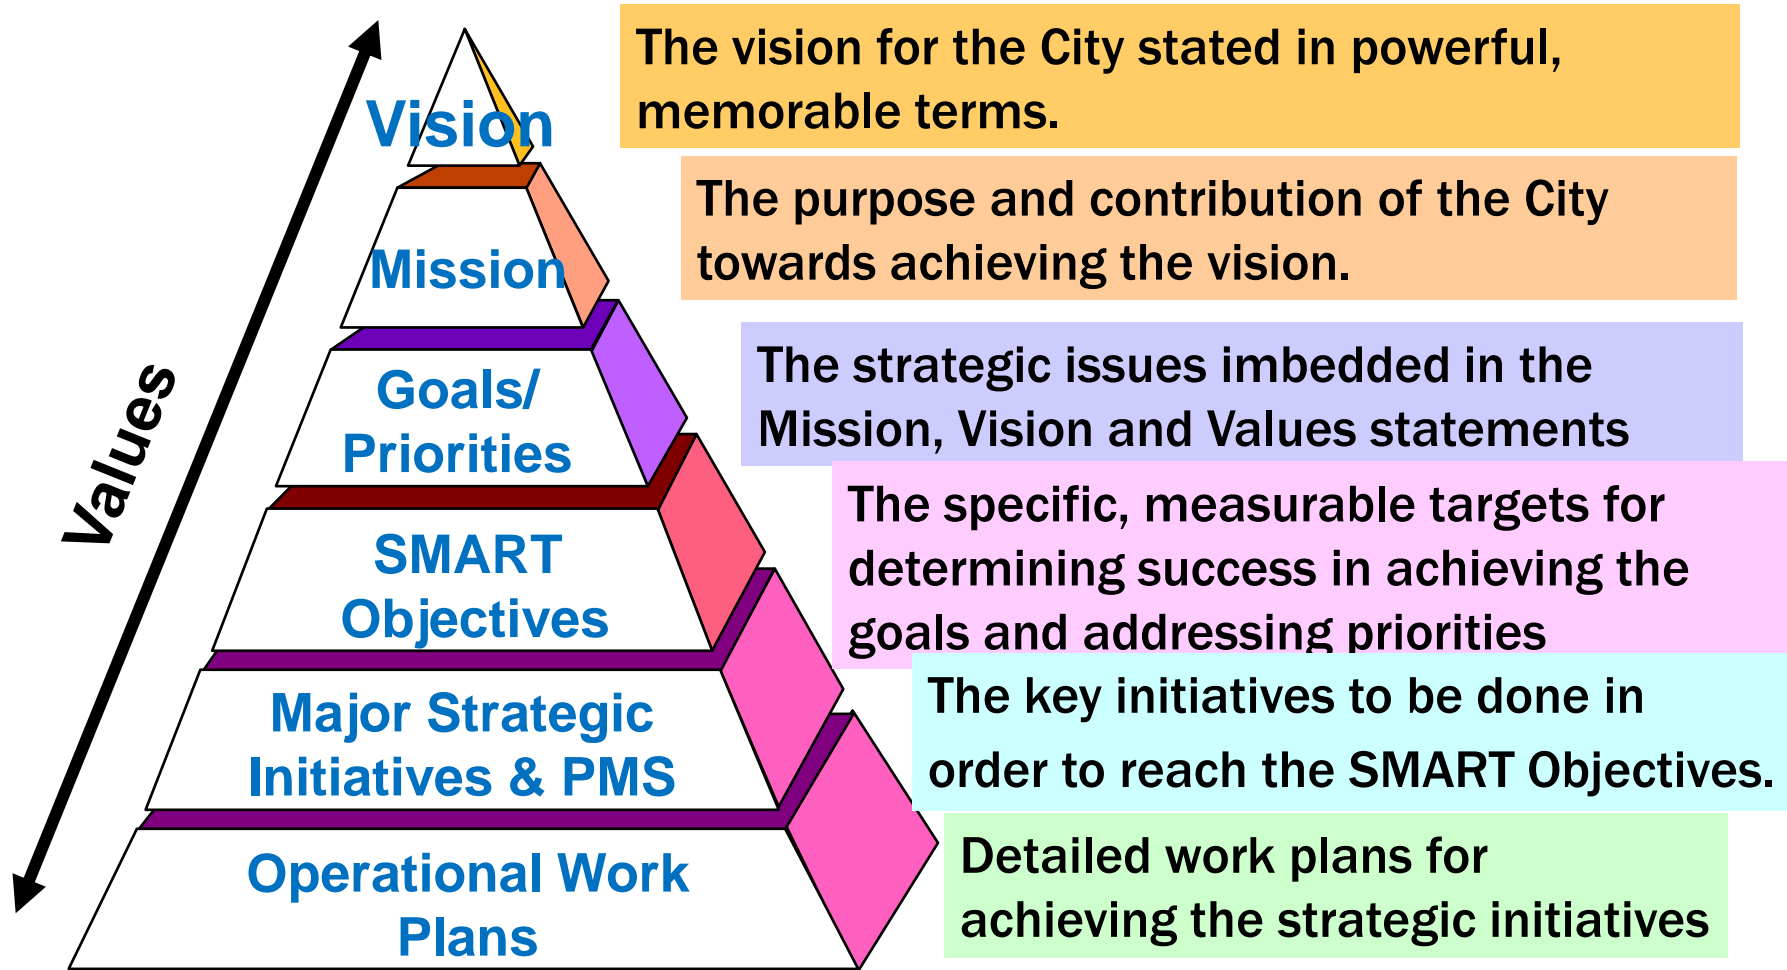 Values
Vision
The vision for the City stated in powerful,
memorable terms.
Mission
The purpose and contribution of the City
towards achieving the vision.
Goals/
Priorities
The strategic issues imbedded in the
Mission, Vision and Values statements
SMART
Objectives
The specific, measurable targets for
determining success in achieving the
goals and addressing priorities
Major Strategic
Initiatives & PMS
The key initiatives to be done in
order to reach the SMART Objectives.
Operational Work
Plans
Detailed work plans for
achieving the strategic initiatives